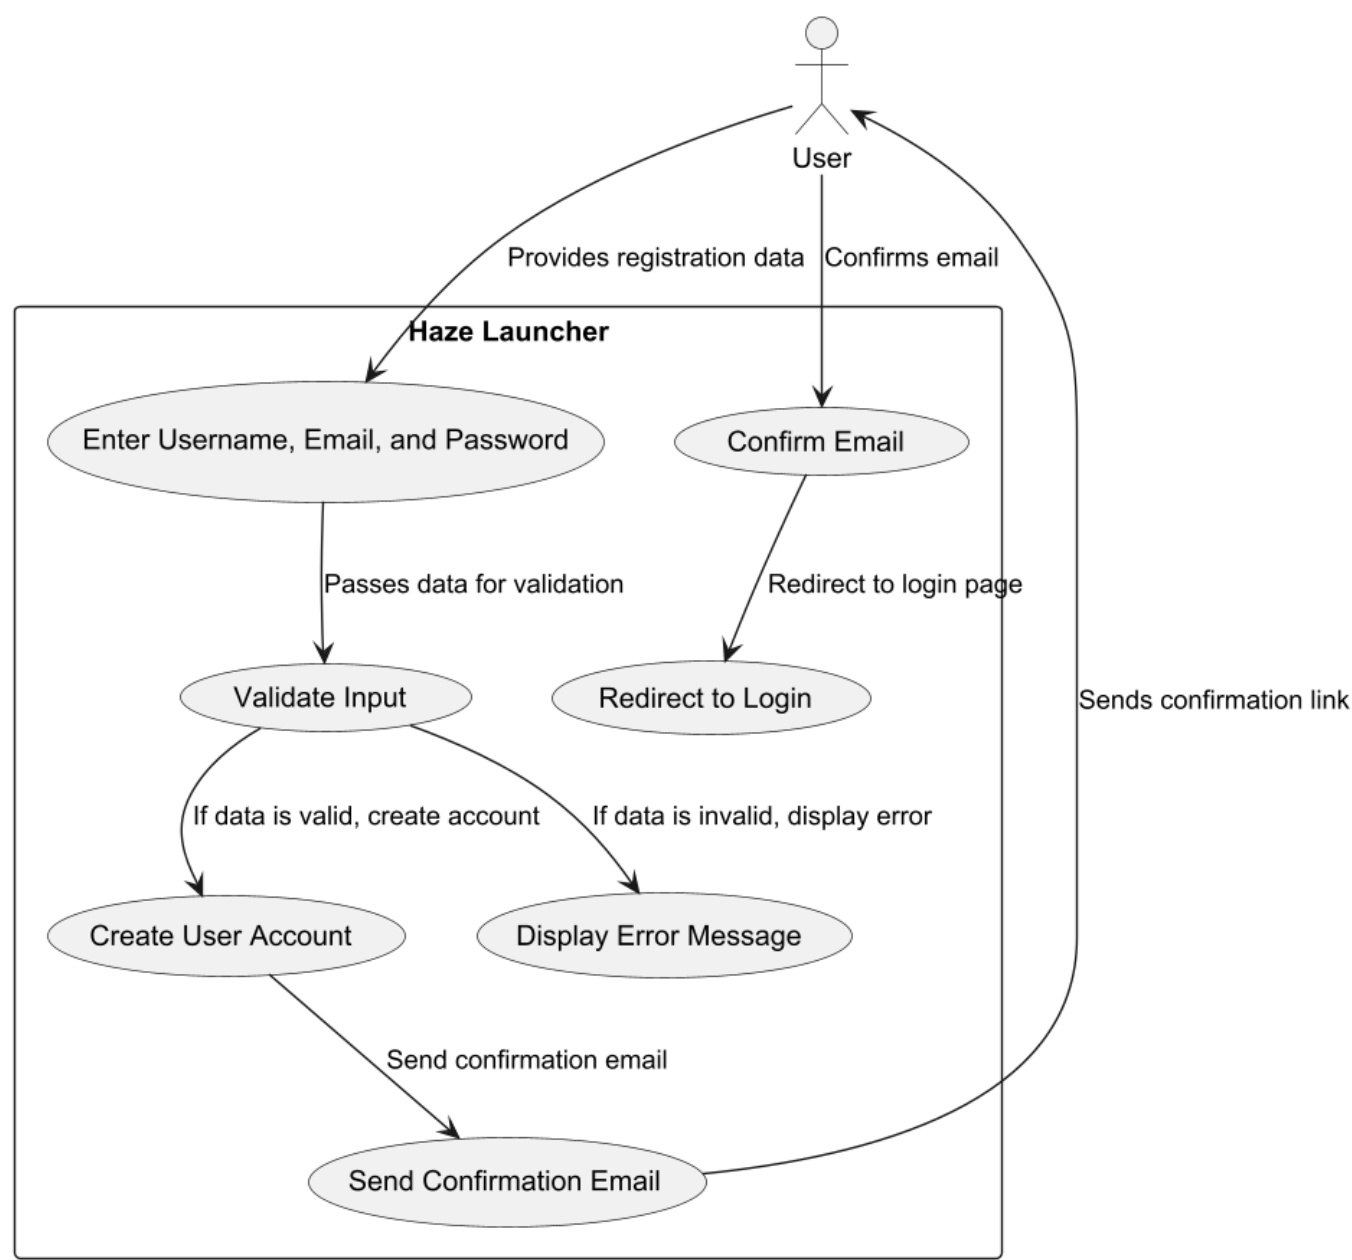 User
Provides registration data
Confirms email
Haze Launcher
Enter Username, Email, and Password
Confirm Email
Passes data for validation
Redirect to login page
Validate Input
Redirect to Login
Sends confirmation link
If data is valid, create account
If data is invalid, display error
Create User Account
Display Error Message
Send confirmation email
Send Confirmation Email